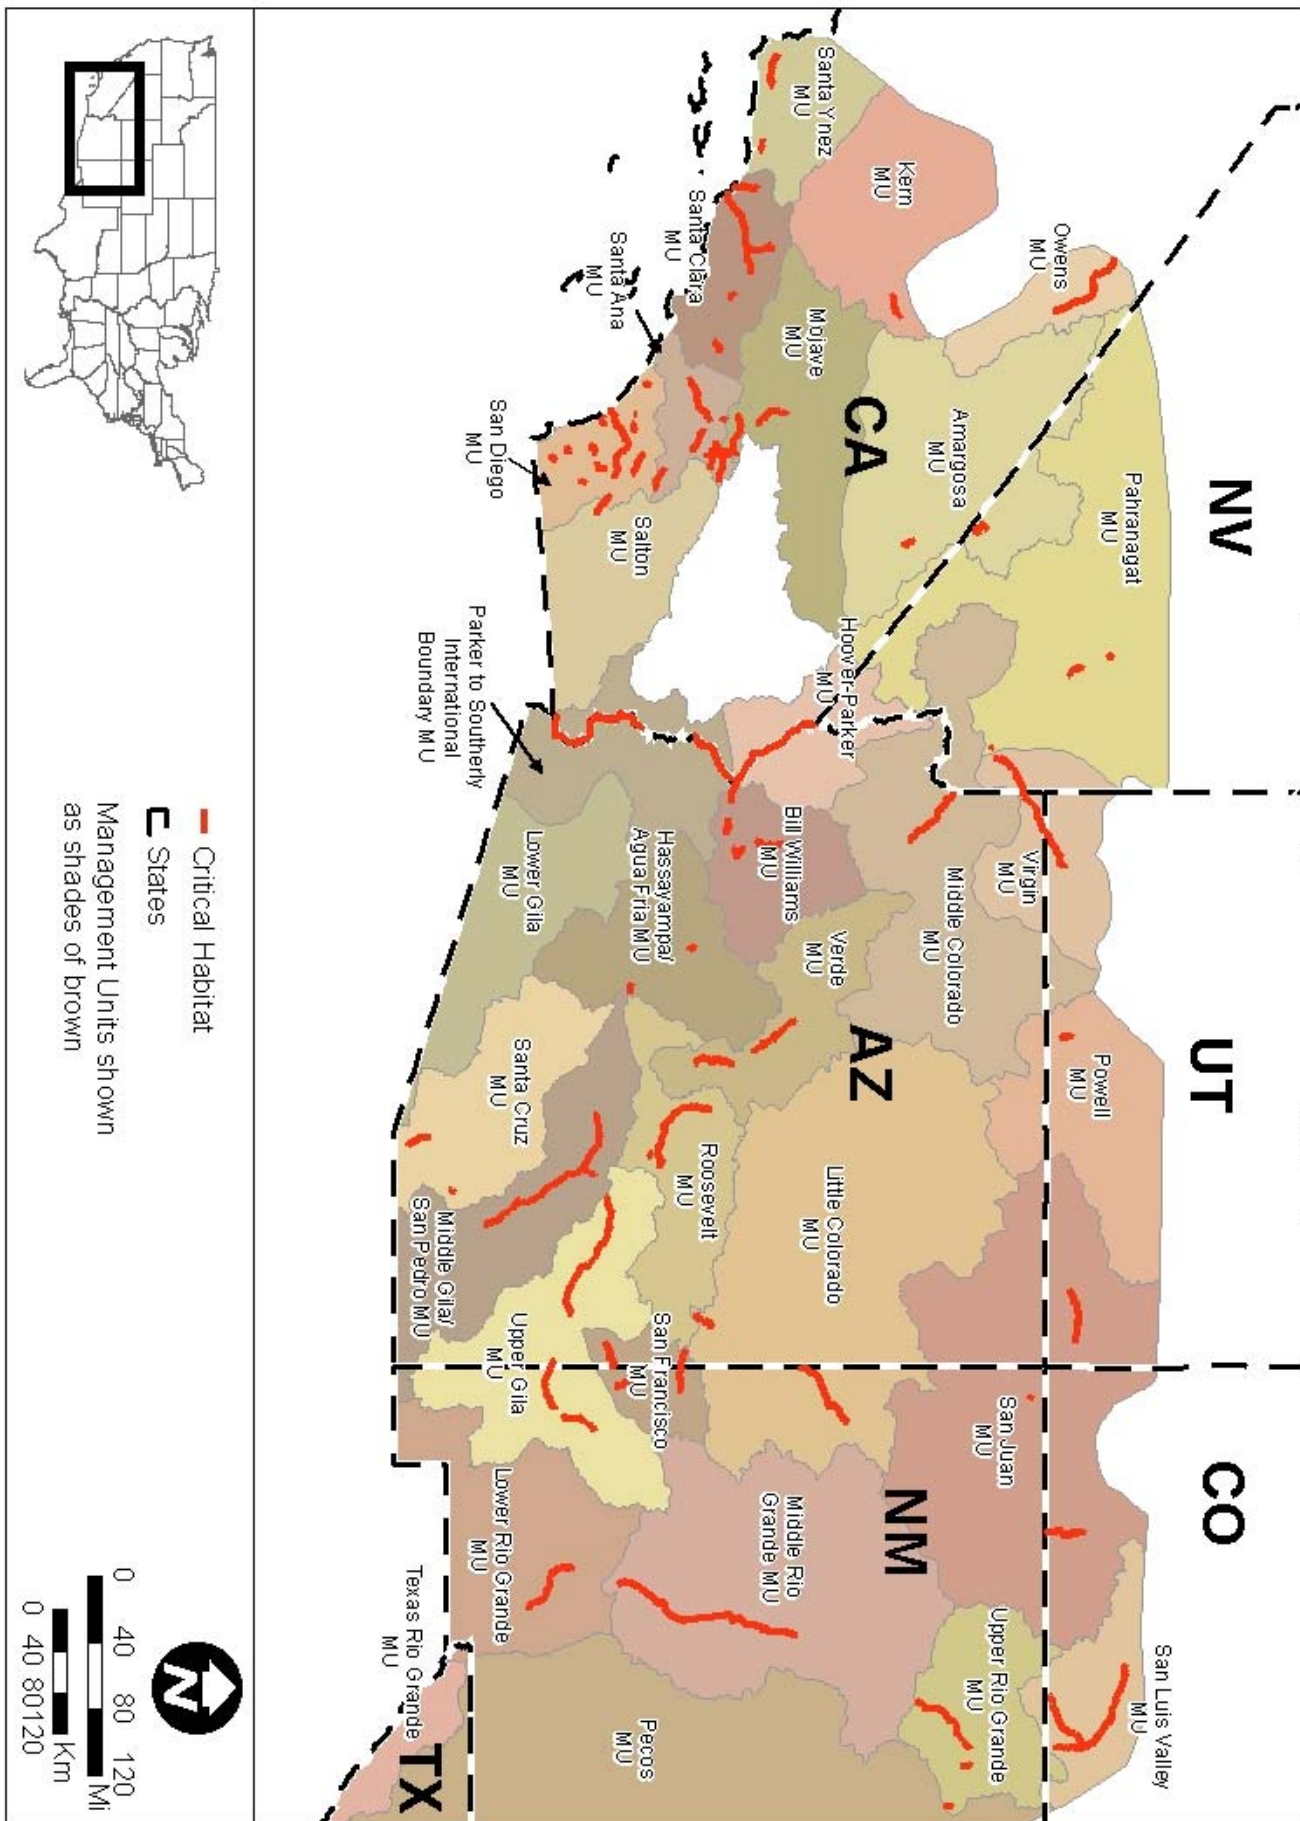 NV
UT
CO
Owens
MU
Pahranagat
MU
Kern
MU
Amargosa
MU
Virgin
MU
Powell
MU
San Luis Valley
MU
San Juan
MU
Upper Rio Grande
MU
Middle Colorado
MU
Santa Ynez
MU
Mojave
MU
CA
Hoover-Parker
MU
AZ
NM
Verde
MU
Little Colorado
MU
Bill Williams
MU
Middle Rio
Grande MU
Santa Clara
MU
Roosevelt
MU
Santa Ana
MU
Salton
MU
Hassayampa/
Agua Fria MU
San Francisco
MU
Pecos
MU
San Diego
MU
Lower Gila
MU
Santa Cruz
MU
Upper Gila
MU
Lower Rio Grande
MU
Parker to Southerly
International
Boundary MU
Middle Gila/
San Pedro MU
Texas Rio Grande
MU
TX
Critical Habitat
States
Management Units shown
as shades of brown
N
0 40 80 120
Mi
Km
0 40 80 120